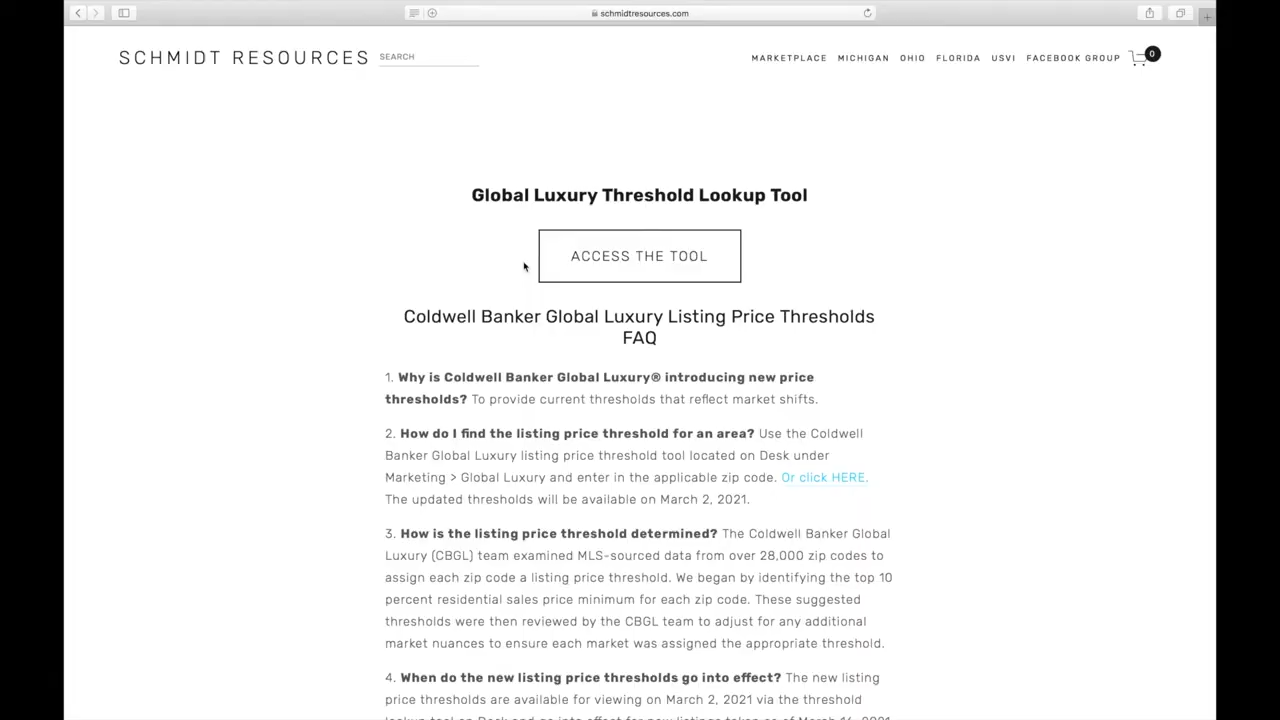 schmidtresources.com
SCHMIDT RESOURCES
SEARCH
MARKETPLACE MICHIGAN OHIO FLORIDA USVI FACEBOOK GROUP 0
Global Luxury Threshold Lookup Tool
ACCESS THE TOOL
Coldwell Banker Global Luxury Listing Price Thresholds
FAQ
1. Why is Coldwell Banker Global Luxury® introducing new price
thresholds? To provide current thresholds that reflect market shifts.
2. How do I find the listing price threshold for an area? Use the Coldwell
Banker Global Luxury listing price threshold tool located on Desk under
Marketing > Global Luxury and enter in the applicable zip code. Or click HERE.
The updated thresholds will be available on March 2, 2021.
3. How is the listing price threshold determined? The Coldwell Banker Global
Luxury (CBGL) team examined MLS-sourced data from over 28,000 zip codes to
assign each zip code a listing price threshold. We began by identifying the top 10
percent residential sales price minimum for each zip code. These suggested
thresholds were then reviewed by the CBGL team to adjust for any additional
market nuances to ensure each market was assigned the appropriate threshold.
4. When do the new listing price thresholds go into effect? The new listing
price thresholds are available for viewing on March 2, 2021 via the threshold